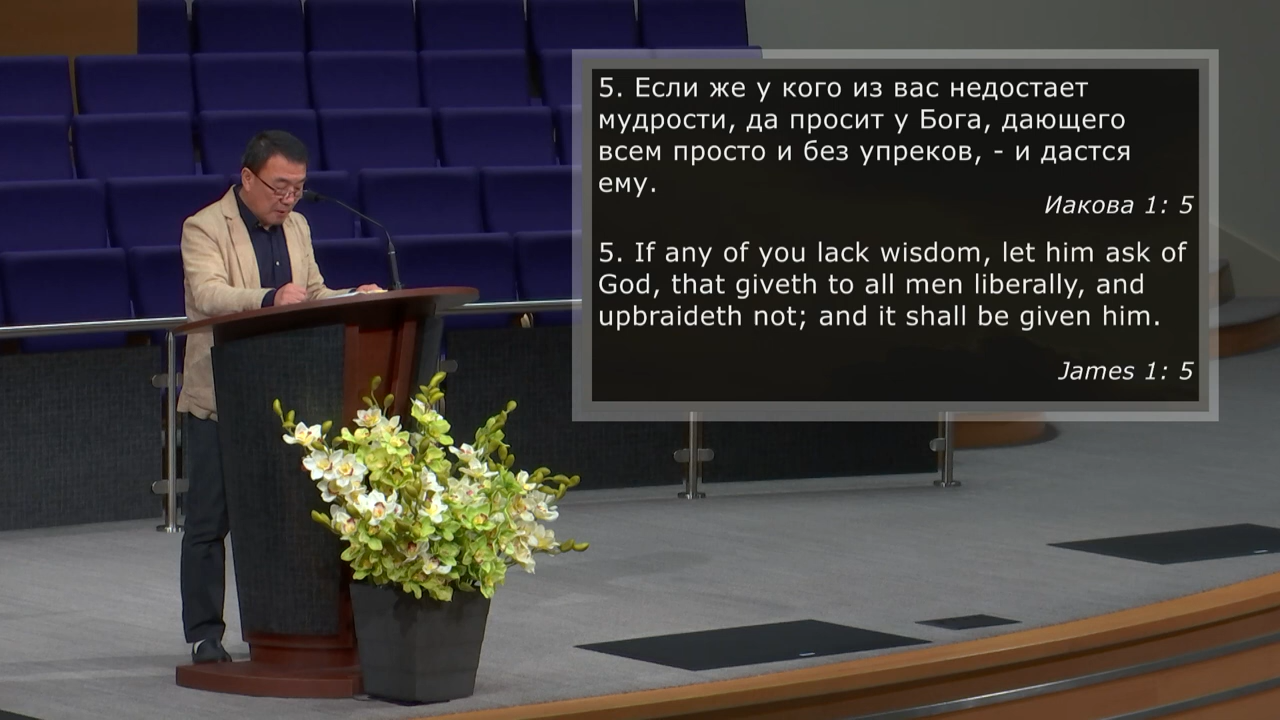 5. Если же у кого из вас недостает
мудрости, да просит у Бога, дающего
всем просто и без упреков, - и дастся
ему.
Иакова 1: 5
5. If any of you lack wisdom, let him ask of
God, that giveth to all men liberally, and
upbraideth not; and it shall be given him.
James 1: 5